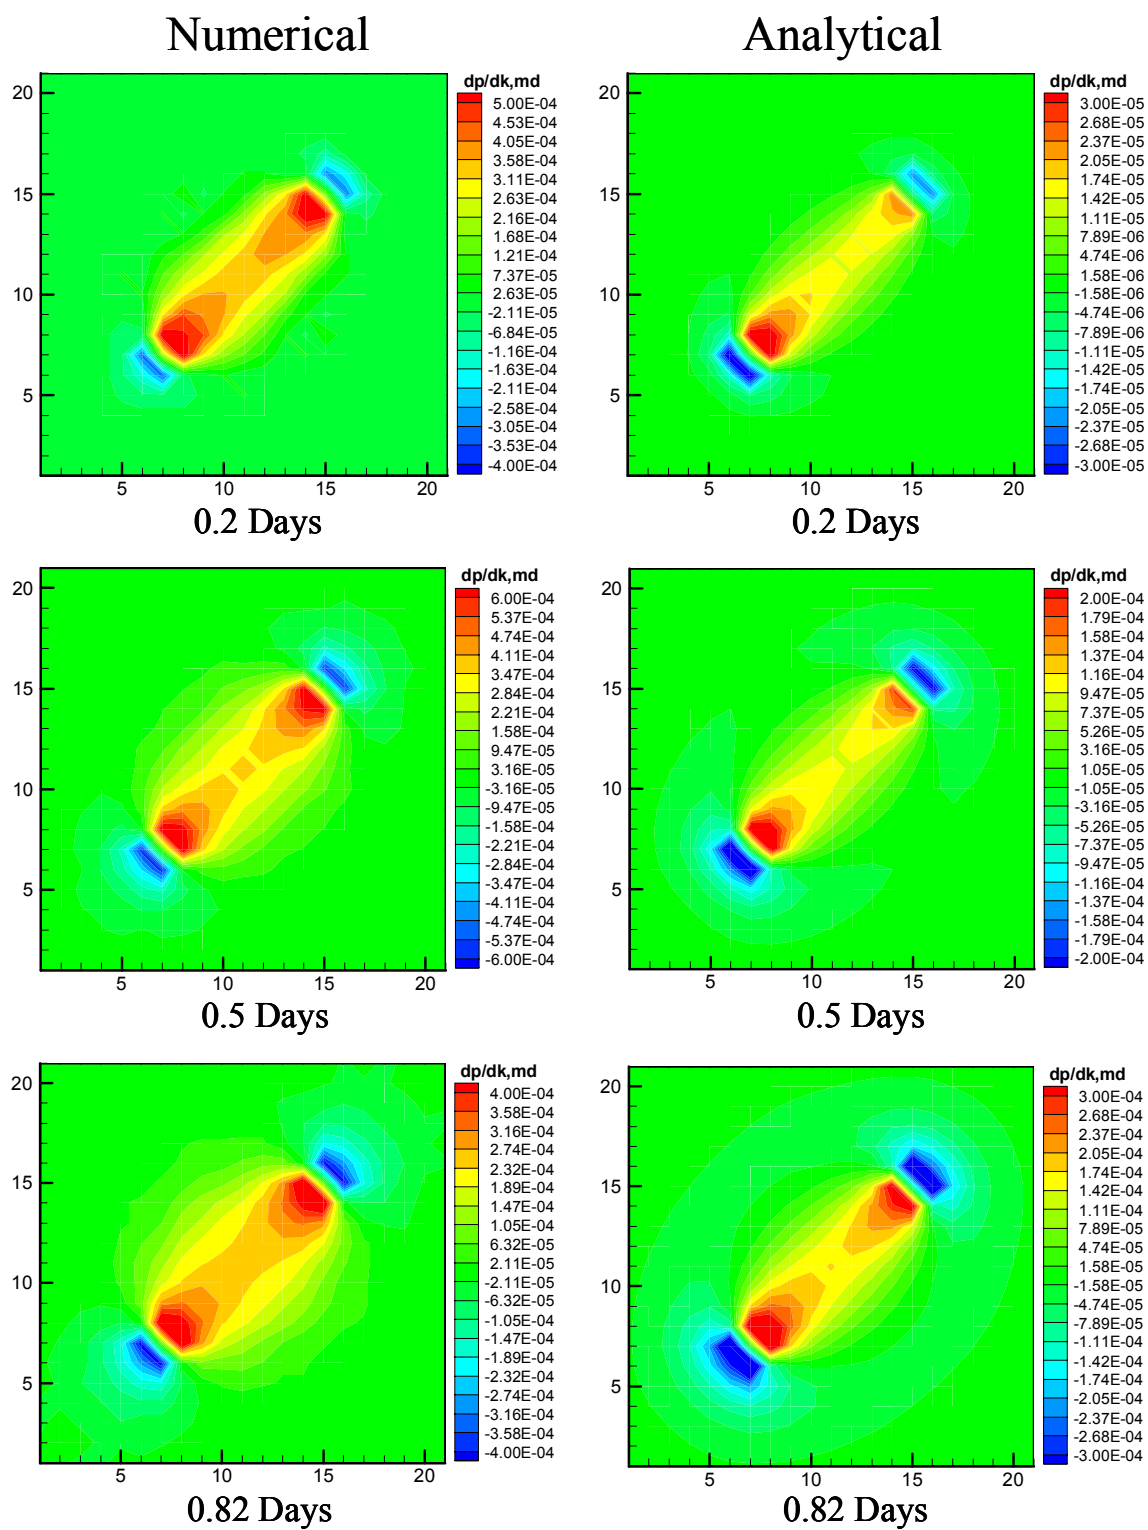 Numerical
Analytical
dp/dk,md
20
15
10
5
5 10 15 20
5.00E-04
4.53E-04
4.05E-04
3.58E-04
3.11E-04
2.63E-04
2.16E-04
1.68E-04
1.21E-04
7.37E-05
2.63E-05
-2.11E-05
-6.84E-05
-1.16E-04
-1.63E-04
-2.11E-04
-2.58E-04
-3.05E-04
-3.53E-04
-4.00E-04
0.2 Days
dp/dk,md
20
15
10
5
5 10 15 20
3.00E-05
2.68E-05
2.37E-05
2.05E-05
1.74E-05
1.42E-05
1.11E-05
7.89E-06
4.74E-06
1.58E-06
-1.58E-06
-4.74E-06
-7.89E-06
-1.11E-05
-1.42E-05
-1.74E-05
-2.05E-05
-2.37E-05
-2.68E-05
-3.00E-05
0.2 Days
dp/dk,md
20
15
10
5
5 10 15 20
6.00E-04
5.37E-04
4.74E-04
4.11E-04
3.47E-04
2.84E-04
2.21E-04
1.58E-04
9.47E-05
3.16E-05
-3.16E-05
-9.47E-05
-1.58E-04
-2.21E-04
-2.84E-04
-3.47E-04
-4.11E-04
-4.74E-04
-5.37E-04
-6.00E-04
0.5 Days
dp/dk,md
20
15
10
5
5 10 15 20
2.00E-04
1.79E-04
1.58E-04
1.37E-04
1.16E-04
9.47E-05
7.37E-05
5.26E-05
3.16E-05
1.05E-05
-1.05E-05
-3.16E-05
-5.26E-05
-7.37E-05
-9.47E-05
-1.16E-04
-1.37E-04
-1.58E-04
-1.79E-04
-2.00E-04
0.5 Days
dp/dk,md
20
15
10
5
5 10 15 20
4.00E-04
3.58E-04
3.16E-04
2.74E-04
2.32E-04
1.89E-04
1.47E-04
1.05E-04
6.32E-05
2.11E-05
-2.11E-05
-6.32E-05
-1.05E-04
-1.47E-04
-1.89E-04
-2.32E-04
-2.74E-04
-3.16E-04
-3.58E-04
-4.00E-04
0.82 Days
dp/dk,md
20
15
10
5
5 10 15 20
3.00E-04
2.68E-04
2.37E-04
2.05E-04
1.74E-04
1.42E-04
1.11E-04
7.89E-05
4.74E-05
1.58E-05
-1.58E-05
-4.74E-05
-7.89E-05
-1.11E-04
-1.42E-04
-1.74E-04
-2.05E-04
-2.37E-04
-2.68E-04
-3.00E-04
0.82 Days